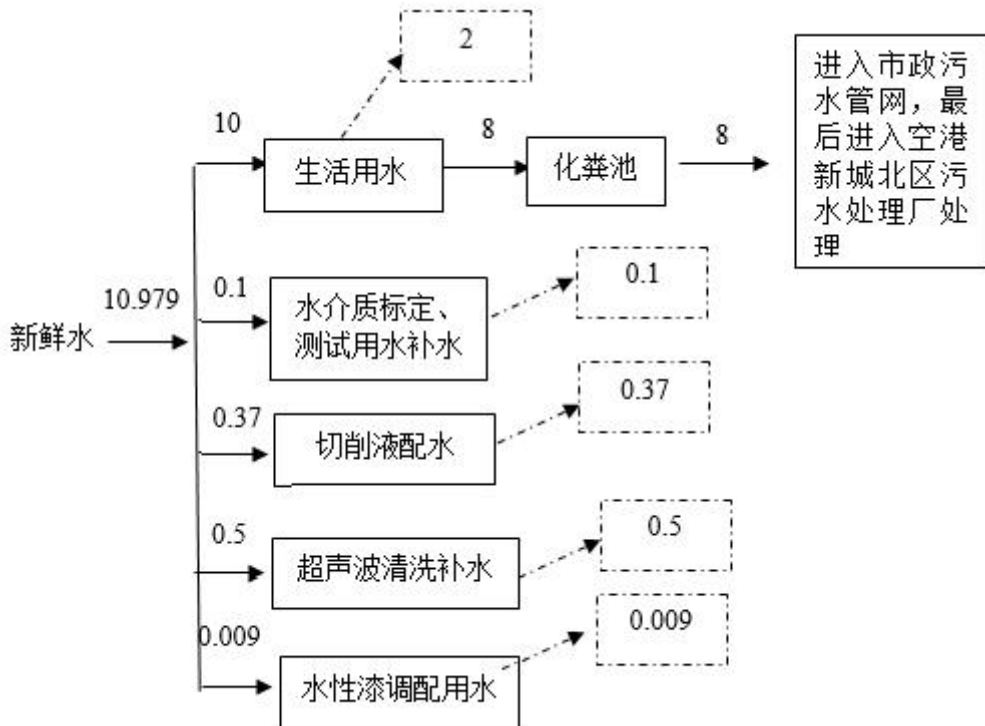 2
10
生活用水
8
化粪池
8
进入市政污
水管网，最
后进入空港
新城北区污
水处理厂处
理
新鲜水
10.979
0.1
水介质标定、
测试用水补水
0.1
0.37
切削液配水
0.37
0.5
超声波清洗补水
0.5
0.009
水性漆调配用水
0.009